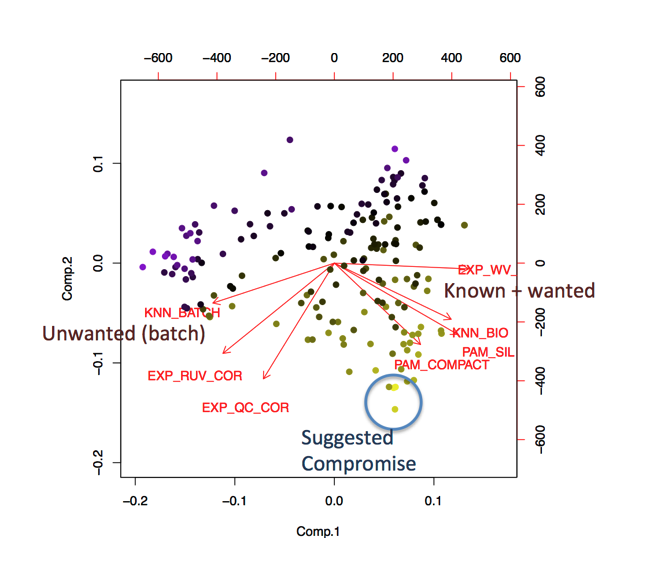 −600 −400 −200 0 200 400 600
600
400
0.1
200
0.0
0
EXP_WV_
Known + wanted
KNN_BATCH
−200
Unwanted (batch)
KNN_BIO
PAM_SIL
−0.1
PAM_COMPACT
EXP_RUV_COR
−400
EXP_QC_COR
Suggested
Compromise
−600
−0.2
−0.2 −0.1 0.0 0.1
Comp.1
Comp.2